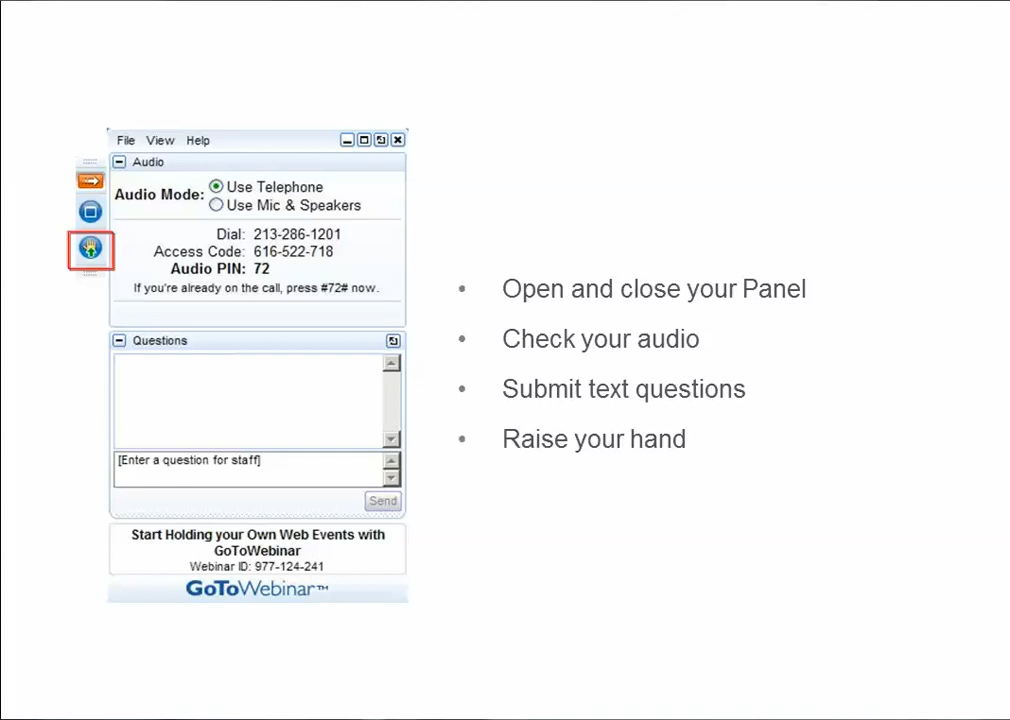 File View Help
Audio
Audio Mode: Use Telephone
Use Mic & Speakers
Dial: 213-286-1201
Access Code: 616-522-718
Audio PIN: 72
If you're already on the call, press #72# now.
Questions
[Enter a question for staff]
Send
Start Holding your Own Web Events with
GoToWebinar
Webinar ID: 977-124-241
GoToWebinar™
• Open and close your Panel
• Check your audio
• Submit text questions
• Raise your hand